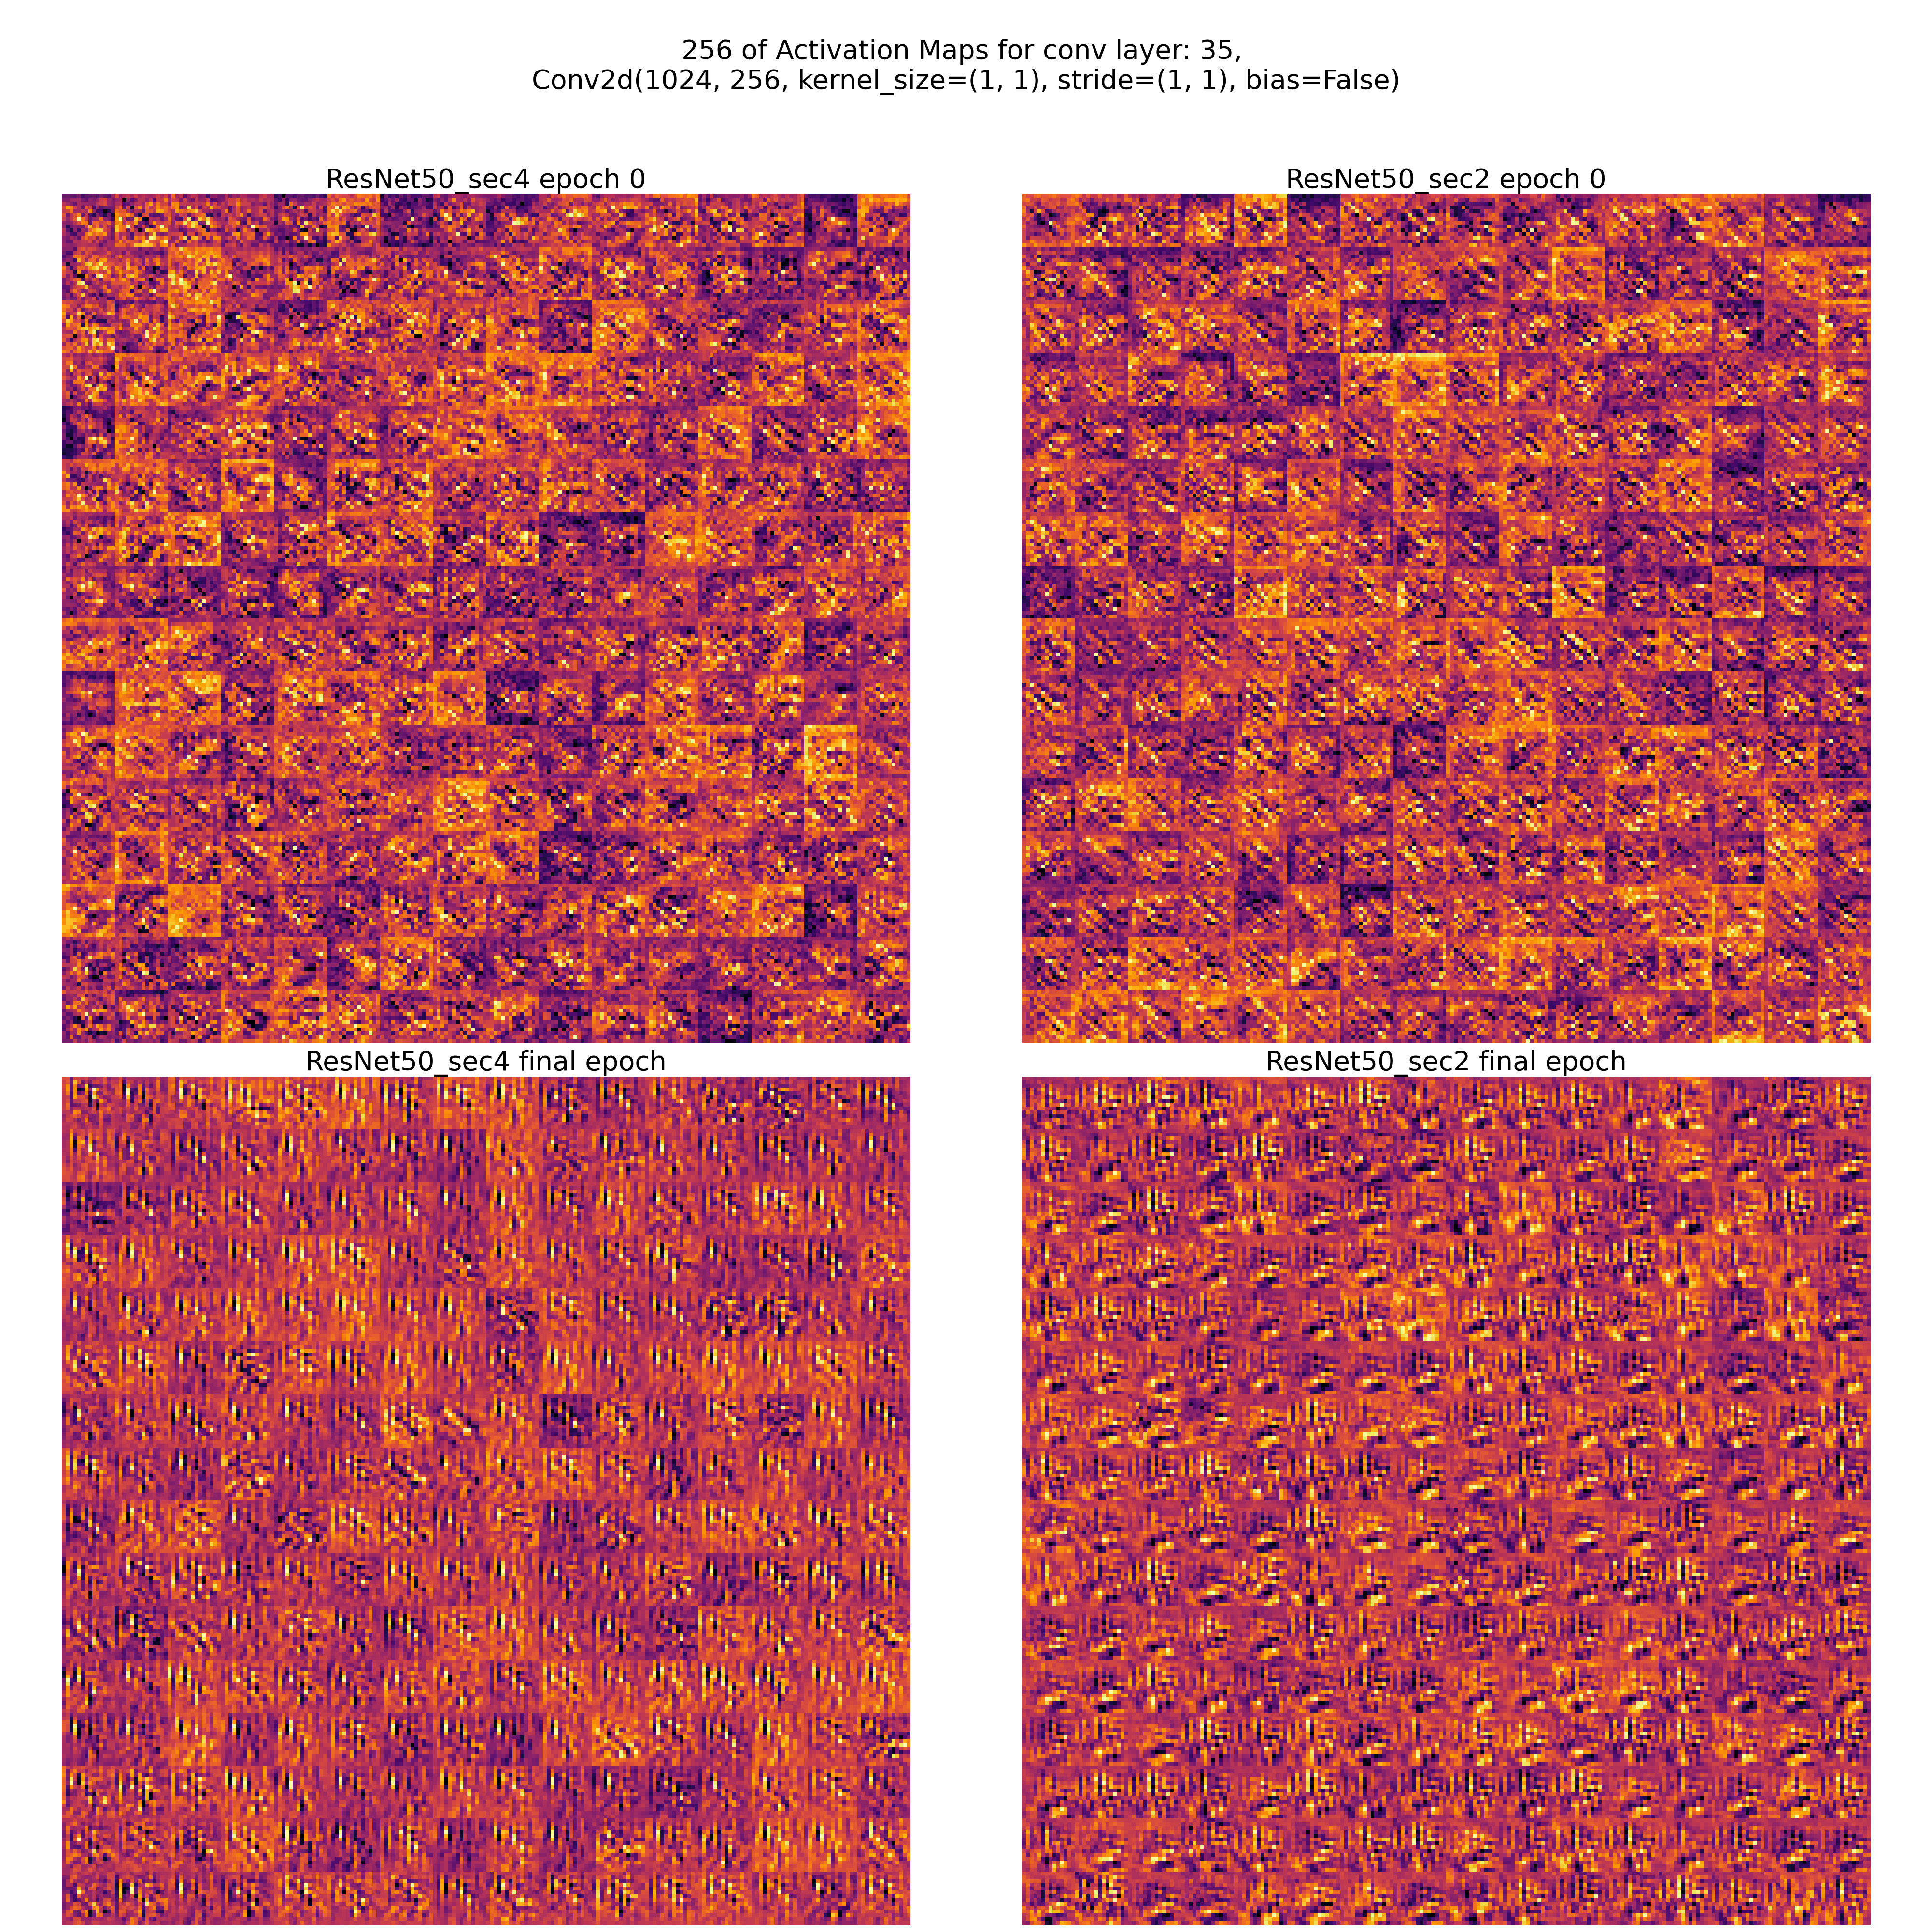 256 of Activation Maps for conv layer: 35,
Conv2d(1024, 256, kernel_size=(1, 1), stride=(1, 1), bias=False)
ResNet50_sec4 epoch 0
ResNet50_sec2 epoch 0
ResNet50_sec4 final epoch
ResNet50_sec2 final epoch